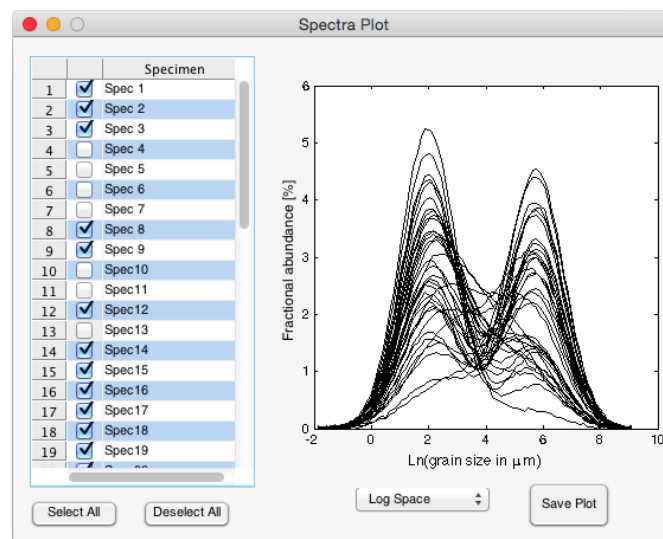 Spectra Plot
Specimen
1 Spec 1
2 Spec 2
3 Spec 3
4 Spec 4
5 Spec 5
6 Spec 6
7 Spec 7
8 Spec 8
9 Spec 9
10 Spec10
11 Spec11
12 Spec12
13 Spec13
14 Spec14
15 Spec15
16 Spec16
17 Spec17
18 Spec18
19 Spec19
Select All
Deselect All
Fractional abundance [%]
6
5
4
3
2
1
0
-2 0 2 4 6 8 10
Ln(grain size in μm)
Log Space
Save Plot